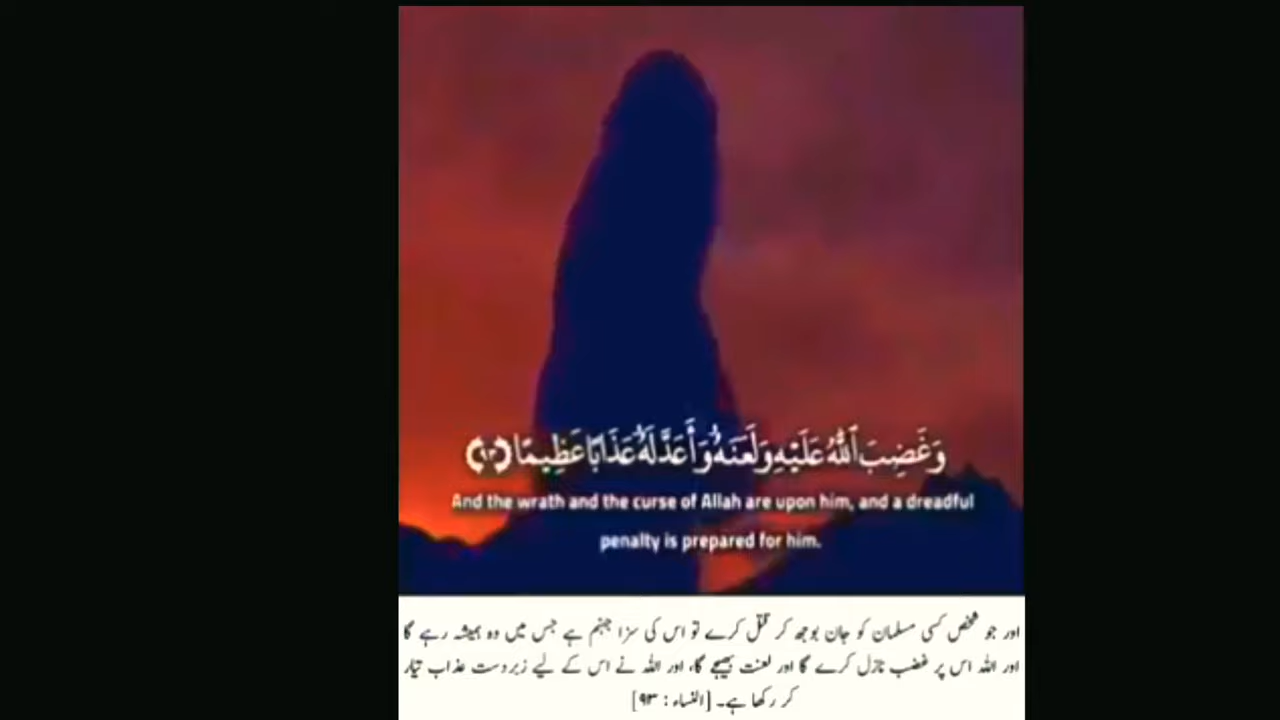 وَغَضِبَ ٱللَّهُ عَلَيْهِ وَلَعَنَهُۥ وَأَعَدَّ لَهُۥ عَذَابًا عَظِيمًا ۝٩٣
And the wrath and the curse of Allah are upon him, and a dreadful
penalty is prepared for him.
اور جو شخص کسی مسلمان کو جان بوجھ کر قتل کرے تو اس کی سزا جہنم ہے جس میں وہ ہمیشہ رہے گا
اور اللہ اس پر غضب نازل کرے گا اور لعنت بھیجے گا، اور اللہ نے اس کے لیے زبردست عذاب تیار
کر رکھا ہے۔ [النساء : ۹۳]